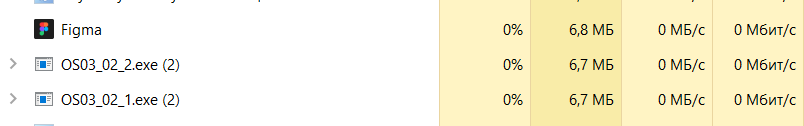 Figma 0% 6,8 МБ 0 МБ/с 0 Мбит/с
OS03_02_2.exe (2) 0% 6,7 МБ 0 МБ/с 0 Мбит/с
OS03_02_1.exe (2) 0% 6,7 МБ 0 МБ/с 0 Мбит/с